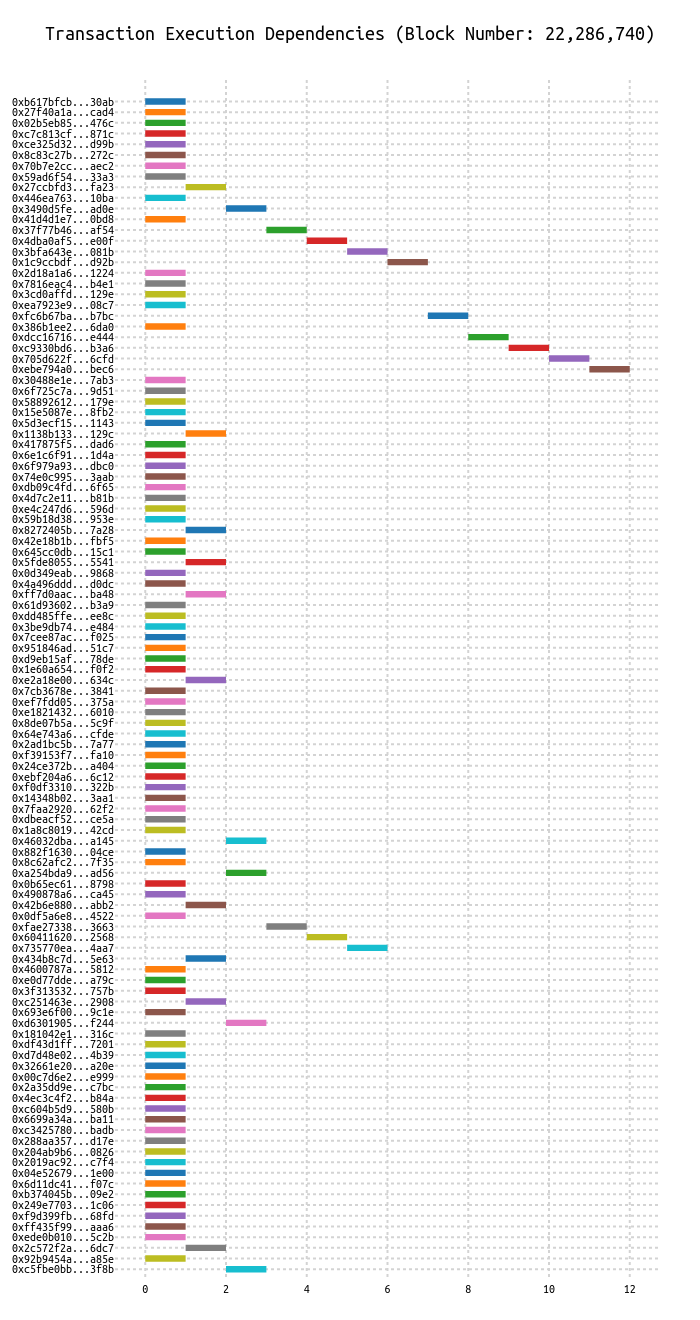 Transaction Execution Dependencies (Block Number: 22,286,740)
0xb617bfcb...30ab
0x27f40a1a...cad4
0x02b5eb85...476c
0xc7c813cf...871c
0xce325d32...d99b
0x8c83c27b...272c
0x70b7e2cc...aec2
0x59ad6f54...33a3
0x27ccbfd3...fa23
0x446ea763...10ba
0x3490d5fe...ad0e
0x41d4d1e7...0bd8
0x37f77b46...af54
0x4dba0af5...e00f
0x3bfa643e...081b
0x1c9ccbdf...d92b
0x2d18a1a6...1224
0x7816eac4...b4e1
0x3cd0affd...129e
0xea7923e9...08c7
0xfc6b67ba...b7bc
0x386b1ee2...6da0
0xdcc16716...e444
0xc9330bd6...b3a6
0x705d622f...6cfd
0xebe794a0...bec6
0x30488e1e...7ab3
0x6f725c7a...9d51
0x58892612...179e
0x15e5087e...8fb2
0x5d3ecf15...1143
0x1138b133...129c
0x417875f5...dad6
0x6e1c6f91...1d4a
0x6f979a93...dbc0
0x74e0c995...3aab
0xdb09c4fd...6f65
0x4d7c2e11...b81b
0xe4c247d6...596d
0x59b18d38...953e
0x8272405b...7a28
0x42e18b1b...fbf5
0x645cc0db...15c1
0x5fde8055...5541
0x0d349eab...9868
0x4a496ddd...d0dc
0xff7d0aac...ba48
0x61d93602...b3a9
0xdd485ffe...ee8c
0x3be9db74...e484
0x7cee87ac...f025
0x951846ad...51c7
0xd9eb15af...78de
0x1e60a654...f0f2
0xe2a18e00...634c
0x7cb3678e...3841
0xef7fdd05...375a
0xe1821432...6010
0x8de07b5a...5c9f
0x64e743a6...cfde
0x2ad1bc5b...7a77
0xf39153f7...fa10
0x24ce372b...a404
0xebf204a6...6c12
0xf0df3310...322b
0x14348b02...3aa1
0x7faa2920...62f2
0xdbeacf52...ce5a
0x1a8c8019...42cd
0x46032dba...a145
0x882f1630...04ce
0x8c62afc2...7f35
0xa254bda9...ad56
0x0b65ec61...8798
0x490878a6...ca45
0x42b6e880...abb2
0x0df5a6e8...4522
0xfae27338...3663
0x60411620...2568
0x735770ea...4aa7
0x434b8c7d...5e63
0x4600787a...5812
0xe0d77dde...a79c
0x3f313532...757b
0xc251463e...2908
0x693e6f00...9c1e
0xd6301905...f244
0x181042e1...316c
0xdf43d1ff...7201
0xd7d48e02...4b39
0x32661e20...a20e
0x00c7d6e2...e999
0x2a35dd9e...c7bc
0x4ec3c4f2...b84a
0xc604b5d9...580b
0x6699a34a...ba11
0xc3425780...badb
0x288aa357...d17e
0x204ab9b6...0826
0x2019ac92...c7f4
0x04e52679...1e00
0x6d11dc41...f07c
0xb374045b...09e2
0x249e7703...1c06
0xf9d399fb...68fd
0xff435f99...aaa6
0xede0b010...5c2b
0x2c572f2a...6dc7
0x92b9454a...a85e
0xc5fbe0bb...3f8b
0 2 4 6 8 10 12